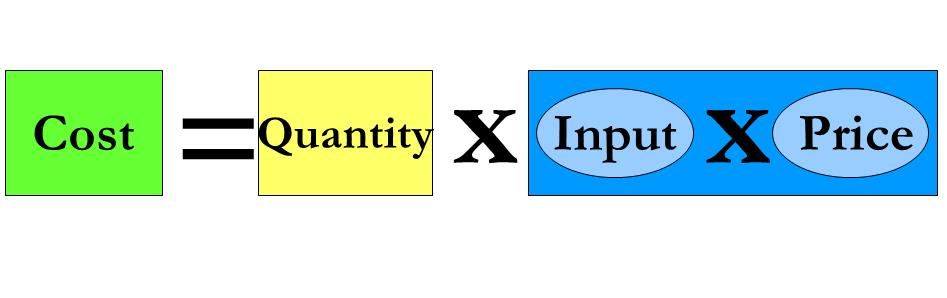 Cost = Quantity x Input x Price